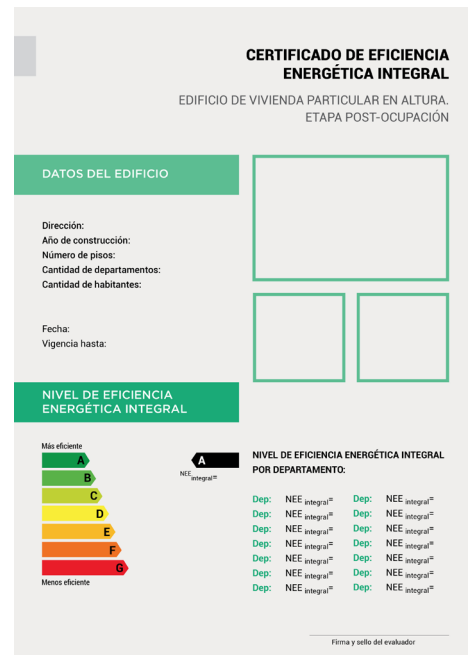 CERTIFICADO DE EFICIENCIA
ENERGÉTICA INTEGRAL
EDIFICIO DE VIVIENDA PARTICULAR EN ALTURA.
ETAPA POST-OCUPACIÓN
DATOS DEL EDIFICIO
Dirección:
Año de construcción:
Número de pisos:
Cantidad de departamentos:
Cantidad de habitantes:
Fecha:
Vigencia hasta:
NIVEL DE EFICIENCIA
ENERGÉTICA INTEGRAL
Más eficiente
A
B
C
D
E
F
G
Menos eficiente
A
NEE integral=
NIVEL DE EFICIENCIA ENERGÉTICA INTEGRAL
POR DEPARTAMENTO:
Dep: NEE integral= Dep: NEE integral=
Dep: NEE integral= Dep: NEE integral=
Dep: NEE integral= Dep: NEE integral=
Dep: NEE integral= Dep: NEE integral=
Dep: NEE integral= Dep: NEE integral=
Dep: NEE integral= Dep: NEE integral=
Dep: NEE integral= Dep: NEE integral=
Firma y sello del evaluador